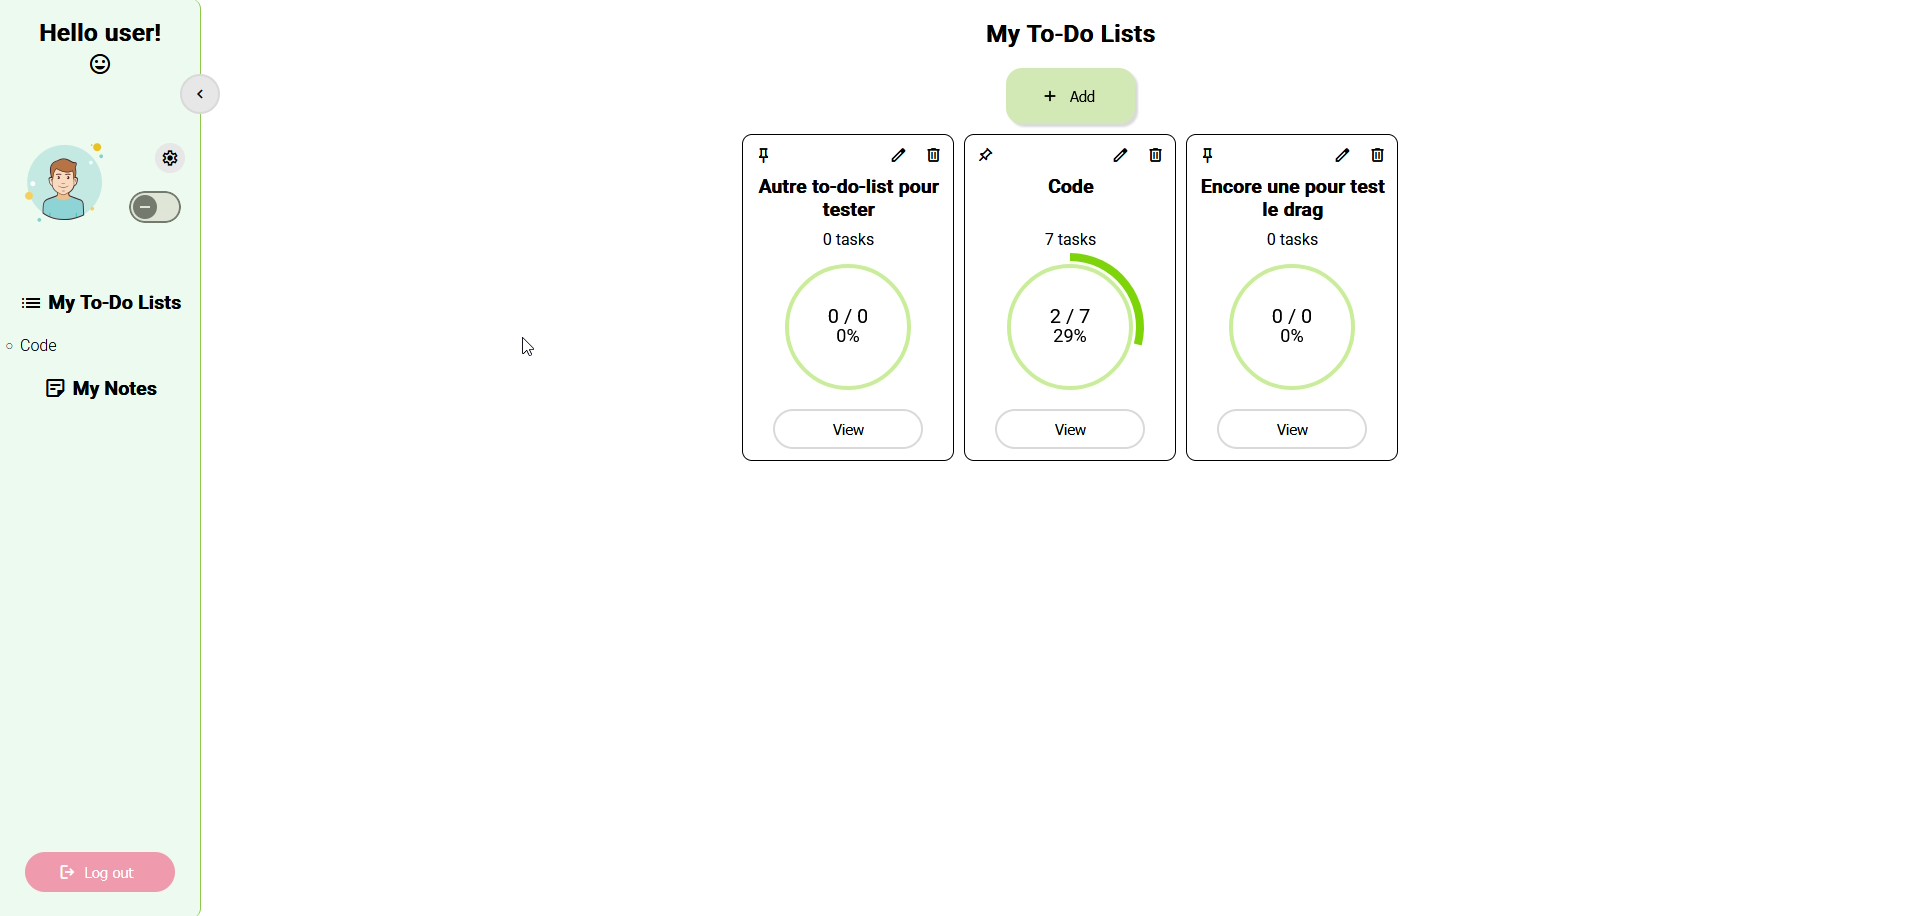 Hello user!
My To-Do Lists
Code
My Notes
Log out
My To-Do Lists
Add
Autre to-do-list pour
tester
0 tasks
0 / 0
0%
View
Code
7 tasks
2 / 7
29%
View
Encore une pour test
le drag
0 tasks
0 / 0
0%
View